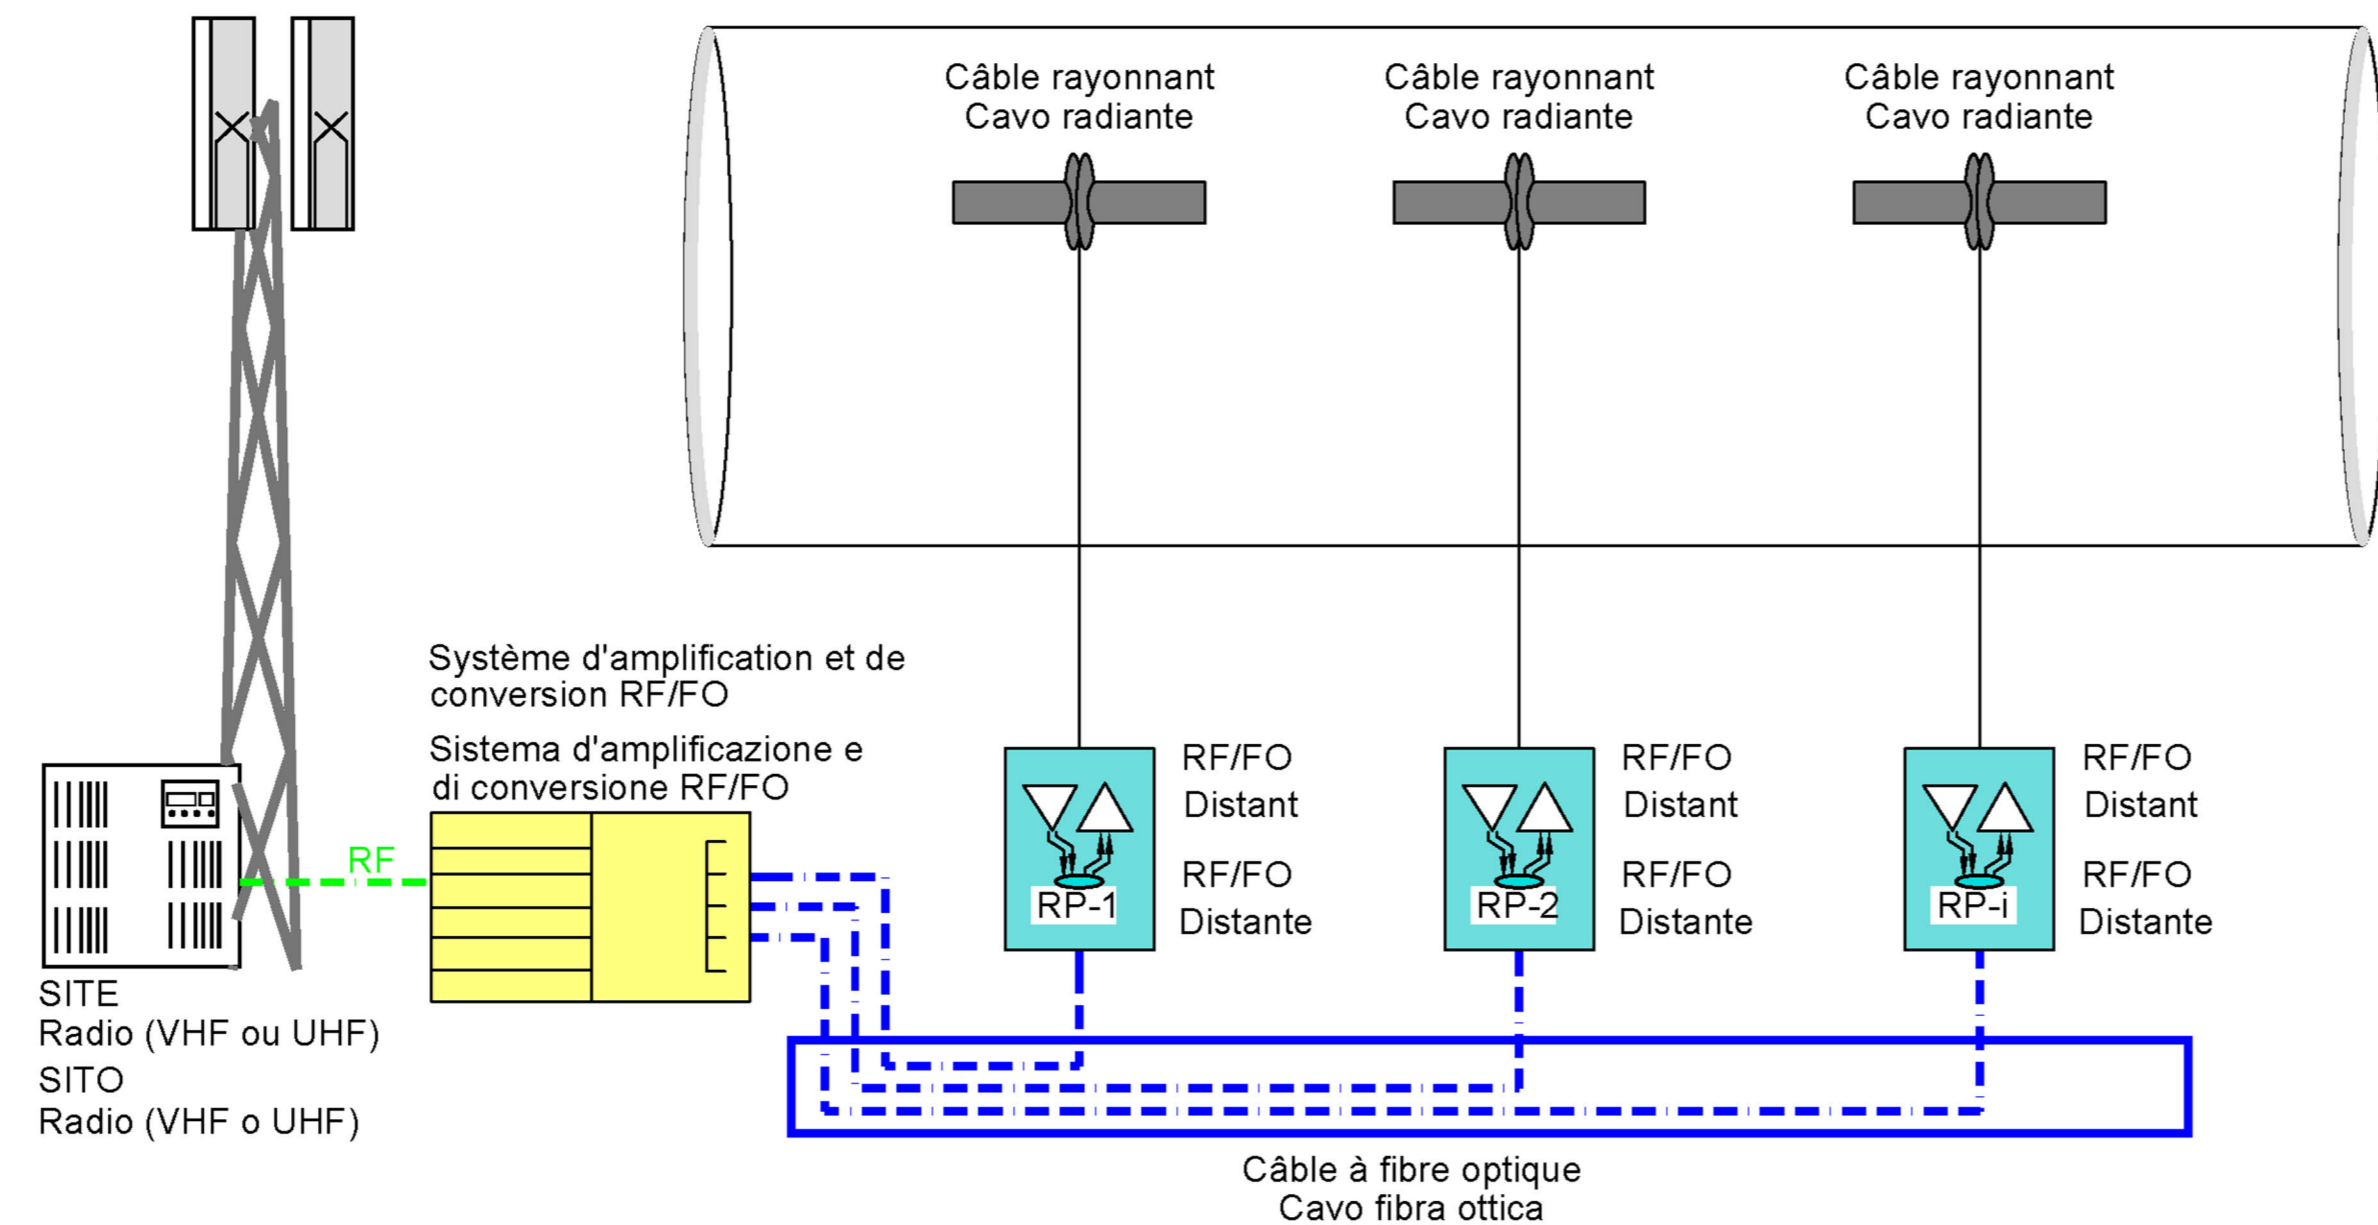 Câble rayonnant
Cavo radiante
Câble rayonnant
Cavo radiante
Câble rayonnant
Cavo radiante
Système d'amplification et de
conversion RF/FO
Sistema d'amplificazione e
di conversione RF/FO
RF
SITE
Radio (VHF ou UHF)
SITO
Radio (VHF o UHF)
RP-1
RF/FO
Distant
RF/FO
Distante
RP-2
RF/FO
Distant
RF/FO
Distante
RP-i
RF/FO
Distant
RF/FO
Distante
Câble à fibre optique
Cavo fibra ottica